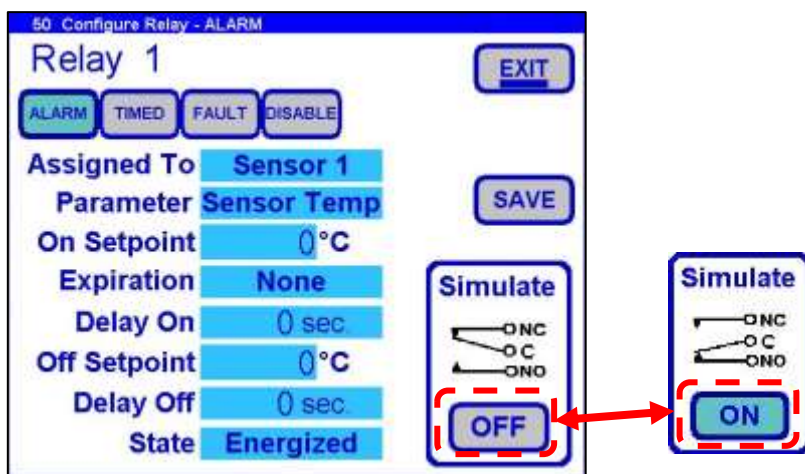 50 Configure Relay - ALARM
Relay 1
EXIT
ALARM TIMED FAULT DISABLE
Assigned To Sensor 1
Parameter Sensor Temp
SAVE
On Setpoint 0°C
Expiration None
Delay On 0 sec.
Off Setpoint 0°C
Delay Off 0 sec.
State Energized
Simulate
NC
C
NO
OFF
Simulate
NC
C
NO
ON